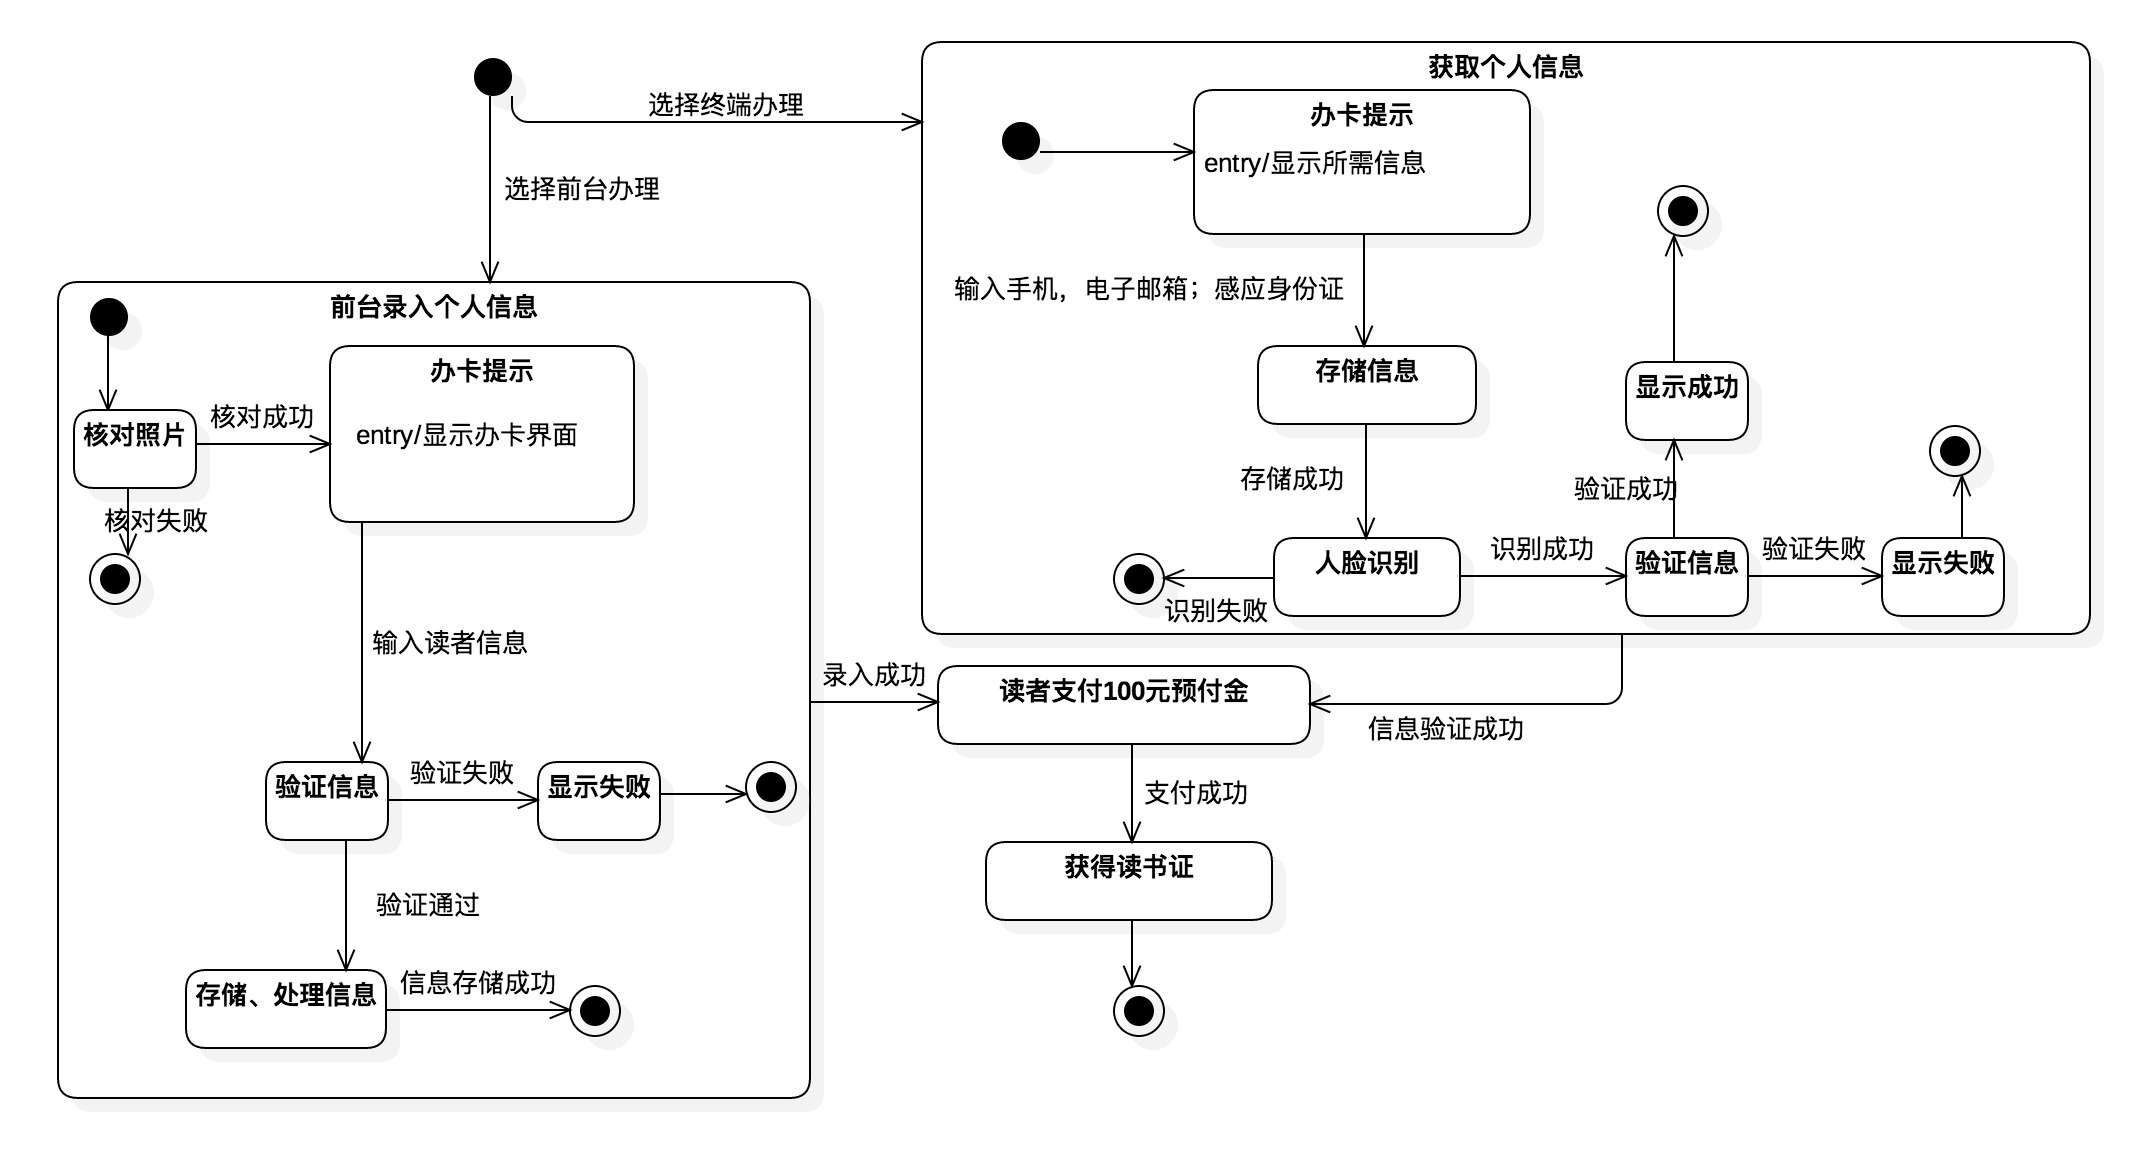 获取个人信息
选择终端办理
办卡提示
entry/显示所需信息
选择前台办理
输入手机，电子邮箱；感应身份证
前台录入个人信息
办卡提示
entry/显示办卡界面
核对照片
核对成功
核对失败
存储信息
显示成功
存储成功
验证成功
人脸识别
识别成功
验证信息
验证失败
显示失败
识别失败
输入读者信息
录入成功
读者支付100元预付金
信息验证成功
验证信息
验证失败
显示失败
支付成功
获得读书证
验证通过
存储、处理信息
信息存储成功